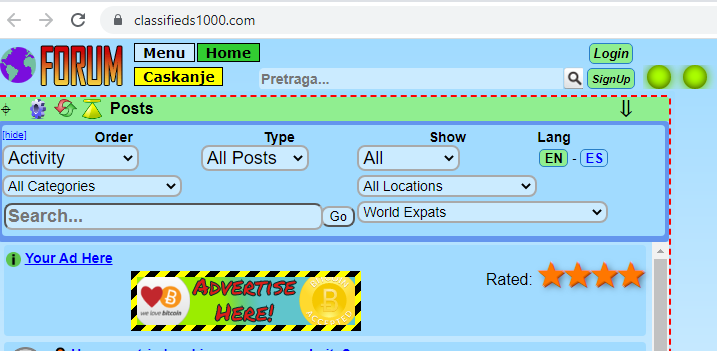 classifieds1000.com
FORUM
Menu Home
Login
Caskanje
Pretraga...
SignUp
Posts
[hide]
Order Type Show Lang
Activity All Posts All EN - ES
All Categories All Locations
Search... Go World Expats
i Your Ad Here
Rated:
we love bitcoin
ADVERTISE
HERE!
BITCOIN
ACCEPTED